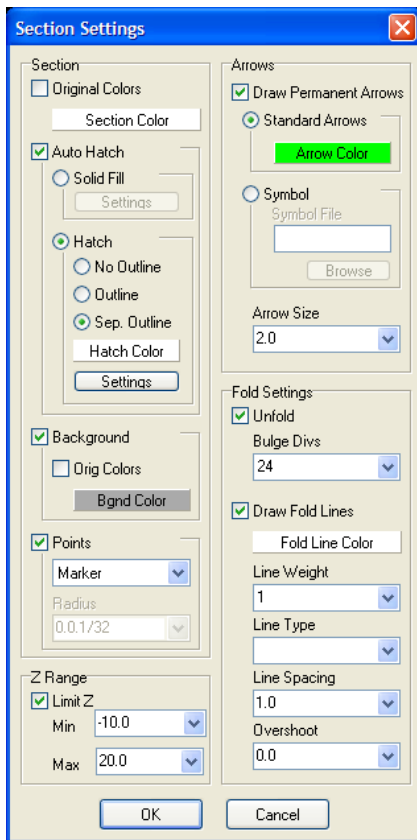 Section Settings
Section
Original Colors
Section Color
Auto Hatch
Solid Fill
Settings
Hatch
No Outline
Outline
Sep. Outline
Hatch Color
Settings
Background
Orig Colors
Bgnd Color
Points
Marker
Radius
0.0.1/32
Z Range
Limit Z
Min -10.0
Max 20.0
Arrows
Draw Permanent Arrows
Standard Arrows
Arrow Color
Symbol
Symbol File
Browse
Arrow Size
2.0
Fold Settings
Unfold
Bulge Divs
24
Draw Fold Lines
Fold Line Color
Line Weight
1
Line Type
Line Spacing
1.0
Overshoot
0.0
OK
Cancel